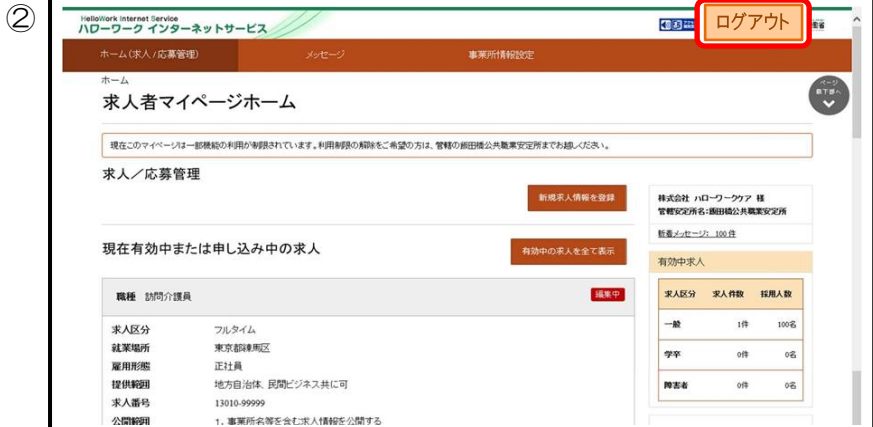 ②
HelloWork Internet Service
ハローワーク インターネットサービス
ログアウト
ホーム(求人/応募管理)
メッセージ
事業所情報設定
ホーム
求人者マイページホーム
ページ
最下部へ
現在このマイページは一部機能の利用が制限されています。利用制限の解除をご希望の方は、管轄の飯田橋公共職業安定所までお越しください。
求人/応募管理
新規求人情報を登録
株式会社 ハローワークケア 様
管轄安定所名:飯田橋公共職業安定所
新着メッセージ: 100件
現在有効中または申し込み中の求人
有効中の求人を全て表示
有効中求人
求人区分 求人件数 採用人数
一般 1件 100名
学卒 0件 0名
障害者 0件 0名
職種 訪問介護員
編集中
求人区分 フルタイム
就業場所 東京都練馬区
雇用形態 正社員
提供範囲 地方自治体、民間ビジネス共に可
求人番号 13010-99999
公開範囲 1. 事業所名等を含む求人情報を公開する